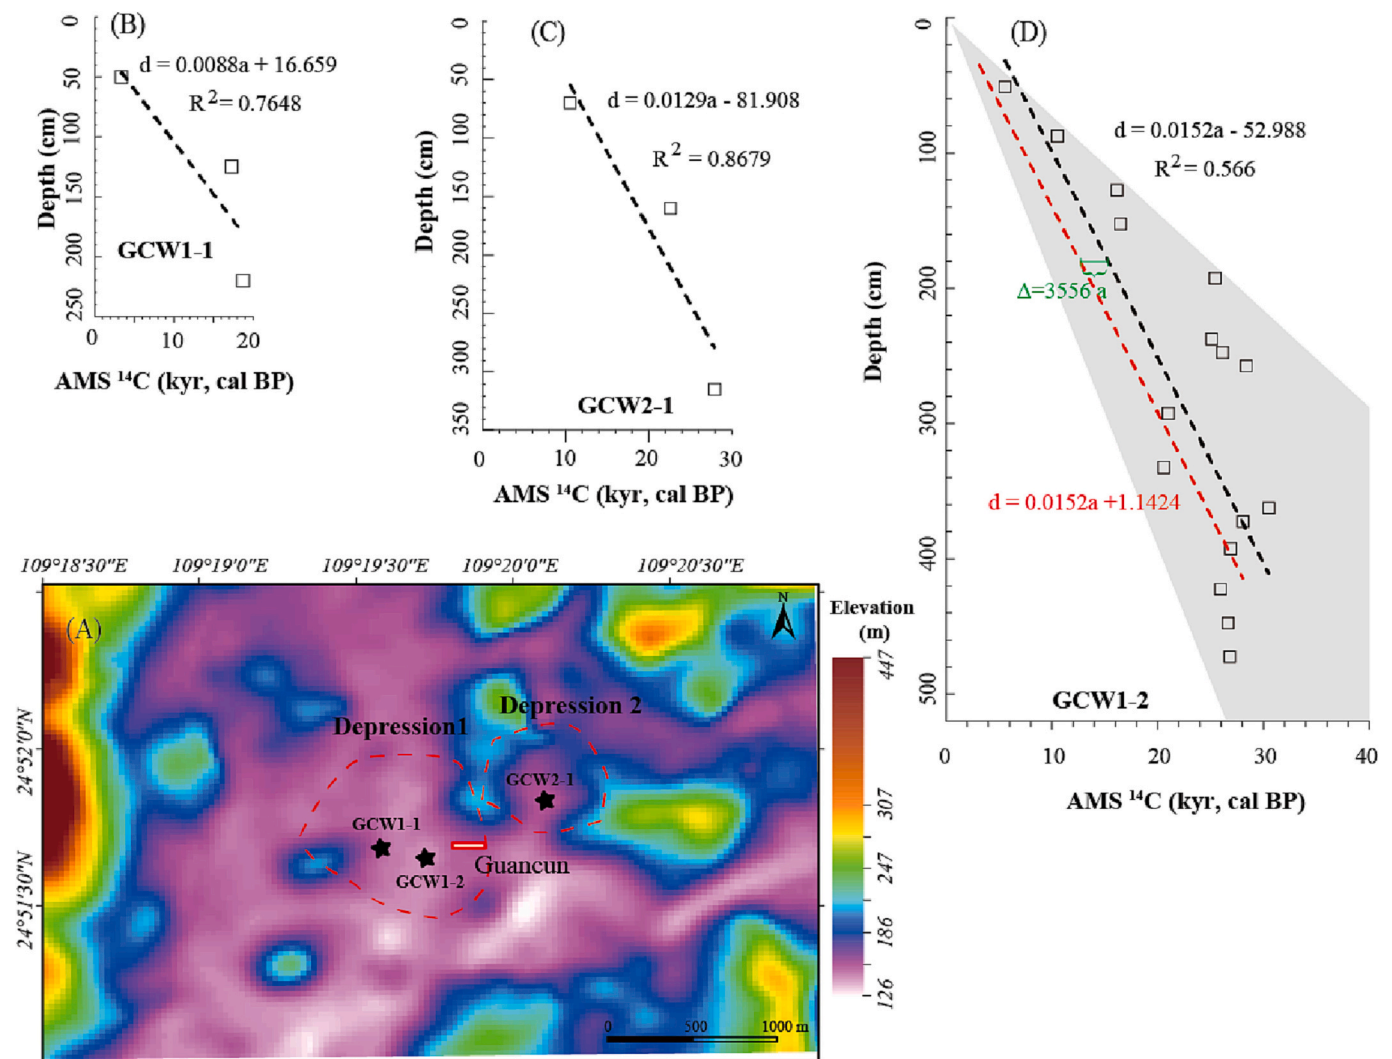 (B)
0
50
100
150
200
250
Depth (cm)
d = 0.0088a + 16.659
R² = 0.7648
GCW1-1
0
10
20
AMS ¹⁴C (kyr, cal BP)
(C)
0
50
100
150
200
250
300
350
Depth (cm)
d = 0.0129a - 81.908
R² = 0.8679
GCW2-1
0
10
20
30
AMS ¹⁴C (kyr, cal BP)
(D)
0
100
200
300
400
500
Depth (cm)
d = 0.0152a - 52.988
R² = 0.566
Δ=3556 a
d = 0.0152a +1.1424
GCW1-2
0
10
20
30
40
AMS ¹⁴C (kyr, cal BP)
109°18'30"E
109°19'0"E
109°19'30"E
109°20'0"E
109°20'30"E
24°52'0"N
24°51'30"N
(A)
N
Depression1
Depression 2
GCW2-1
GCW1-1
GCW1-2
Guancun
0
500
1000 m
Elevation
(m)
447
307
247
186
126